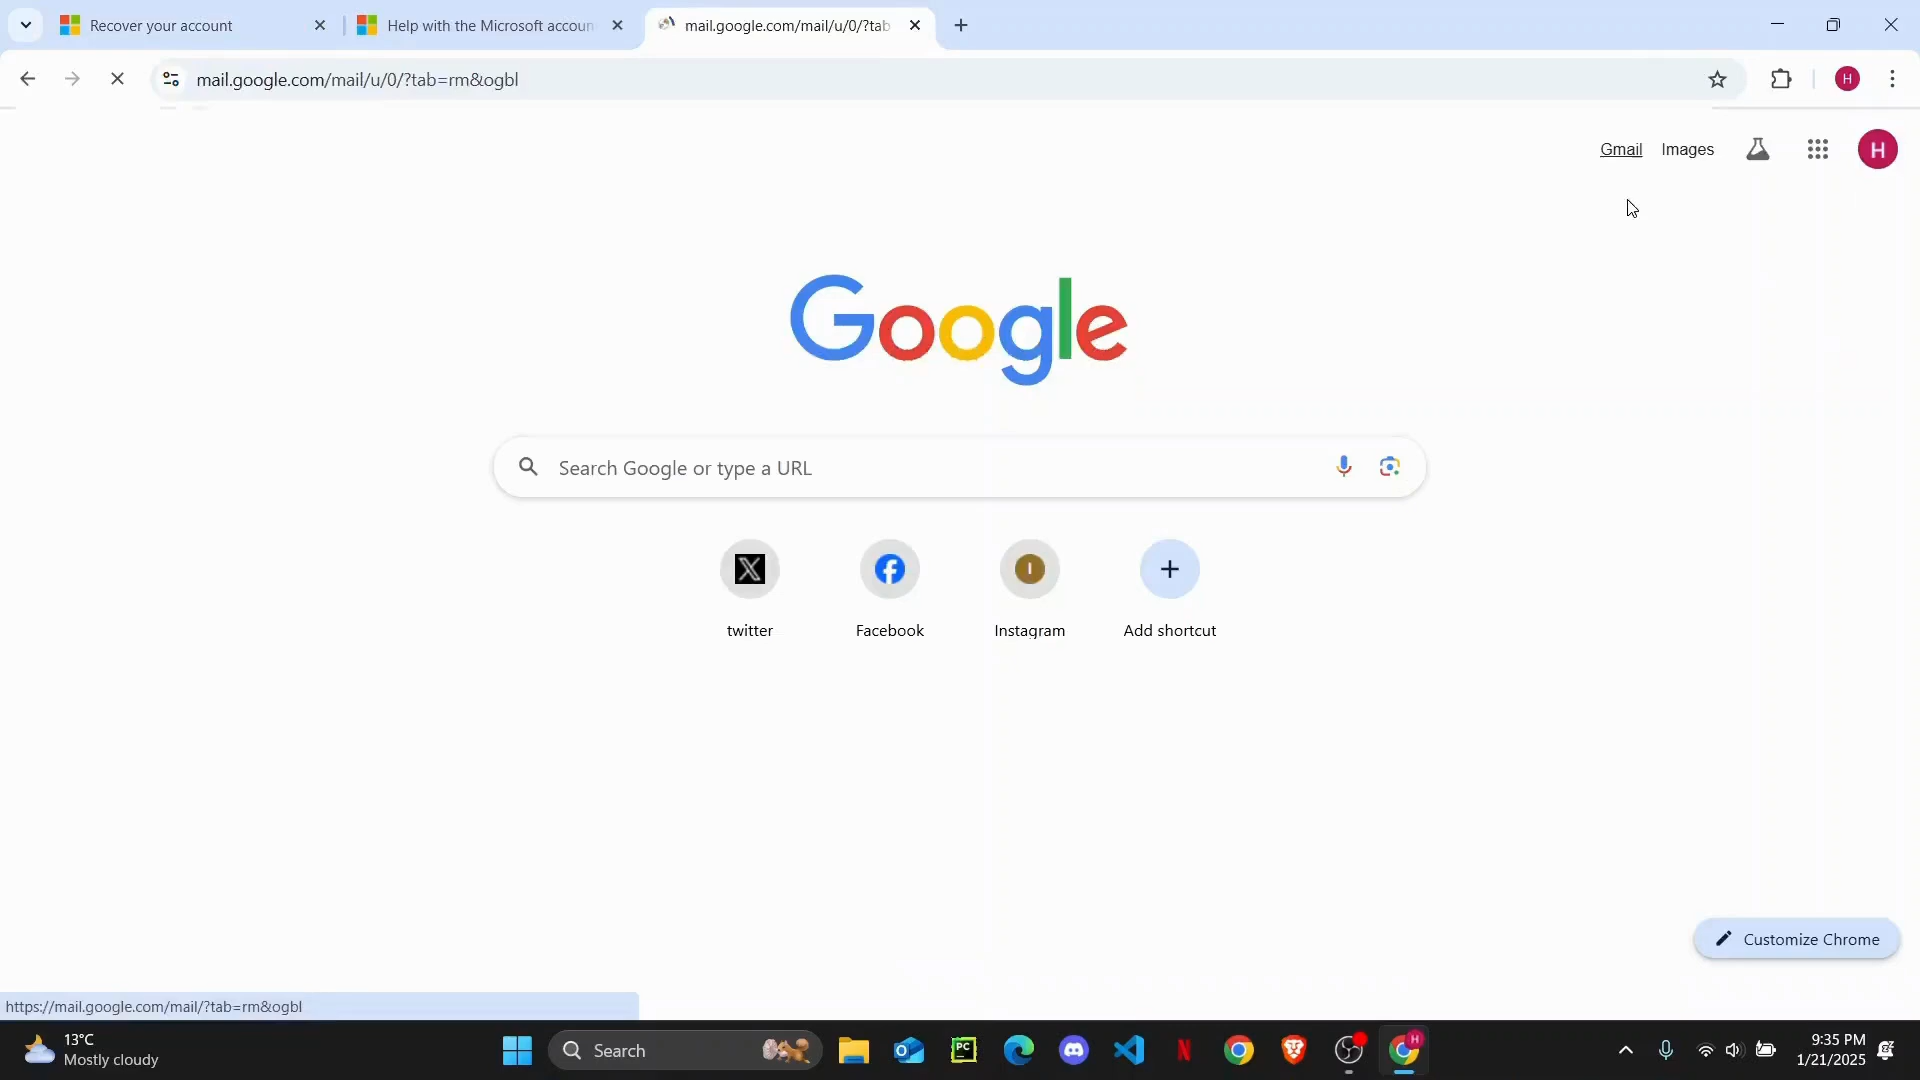 Recover your account
Help with the Microsoft accoun
mail.google.com/mail/u/0/?tab
mail.google.com/mail/u/0/?tab=rm&ogbl
H
Gmail
Images
H
Google
Search Google or type a URL
I
twitter
Facebook
Instagram
Add shortcut
Customize Chrome
https://mail.google.com/mail/?tab=rm&ogbl
13°C
Mostly cloudy
Search
PC
H
9:35 PM
1/21/2025